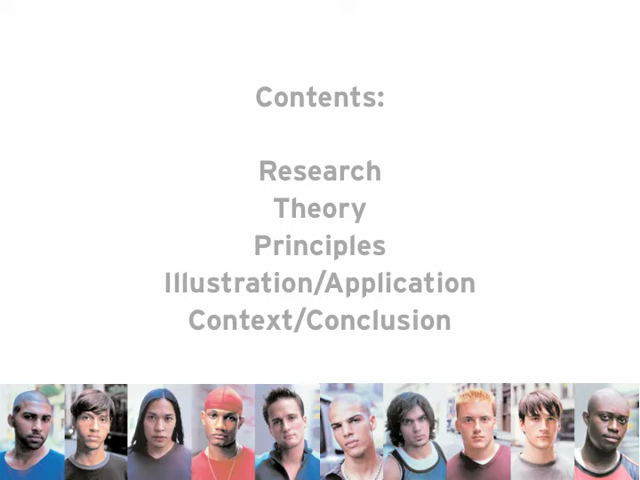 Contents:
Research
Theory
Principles
Illustration/Application
Context/Conclusion